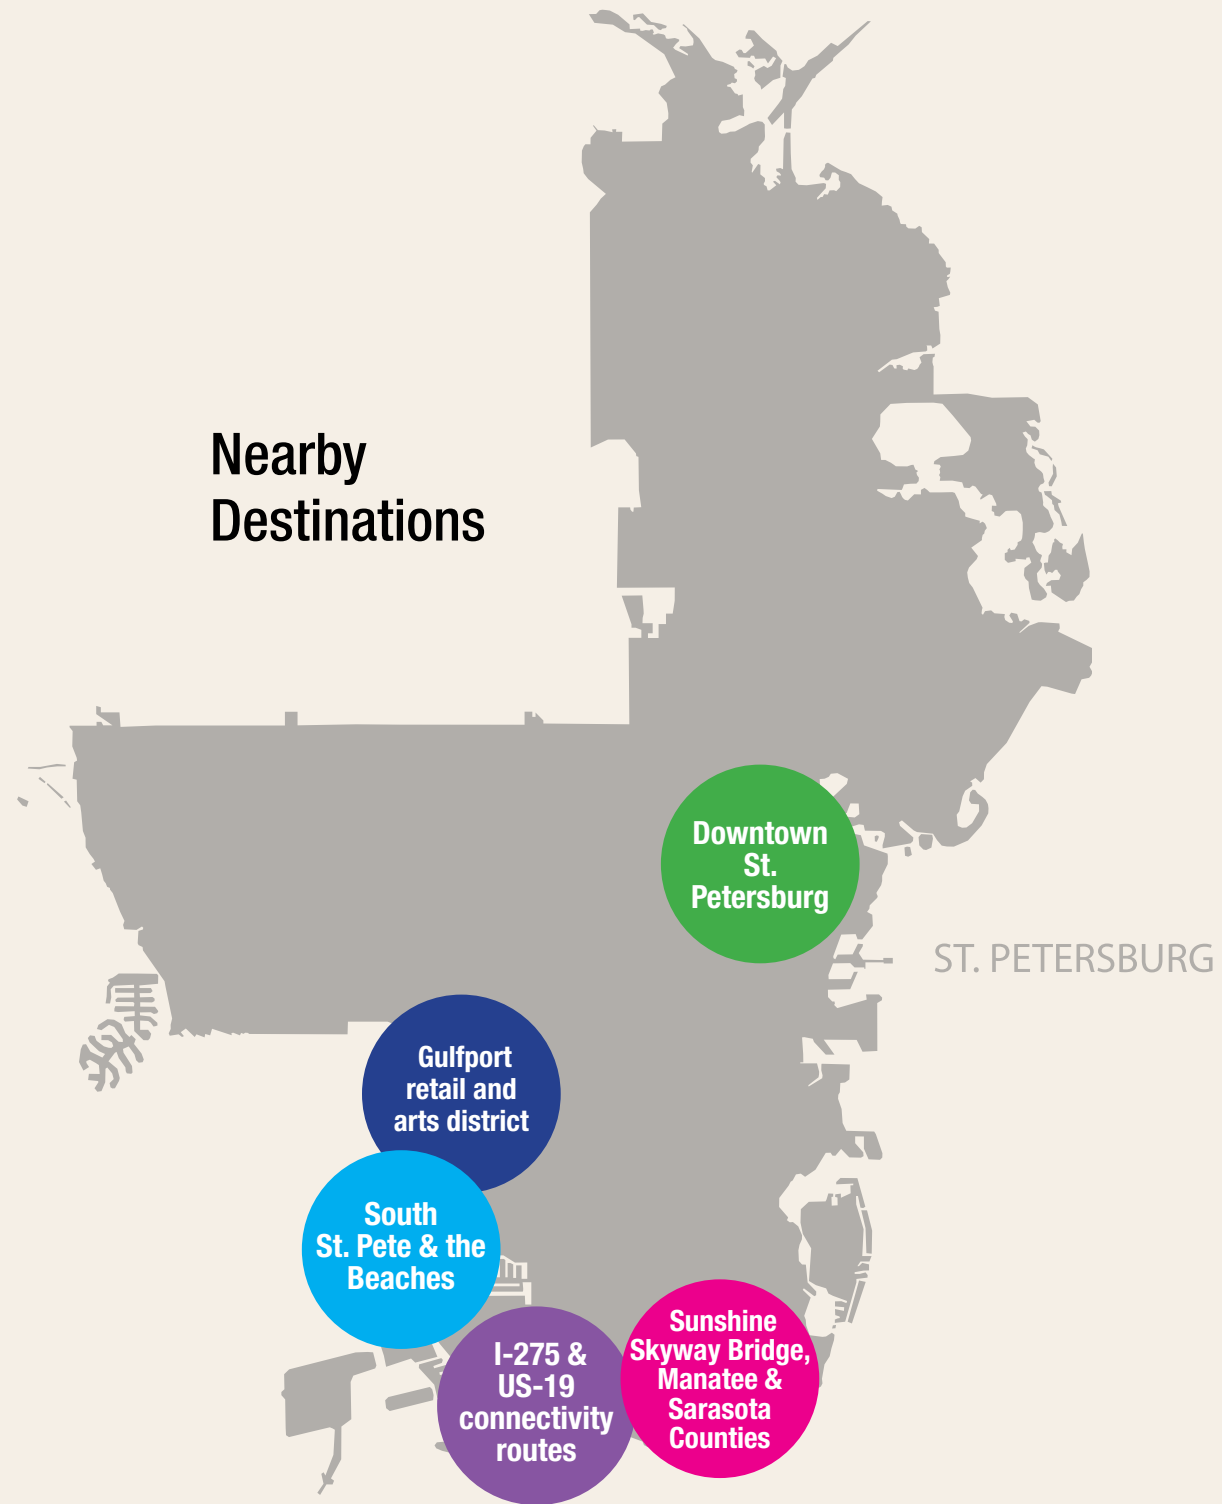 Nearby
Destinations
Downtown
St.
Petersburg
ST. PETERSBURG
Gulfport
retail and
arts district
South
St. Pete & the
Beaches
I-275 &
US-19
connectivity
routes
Sunshine
Skyway Bridge,
Manatee &
Sarasota
Counties